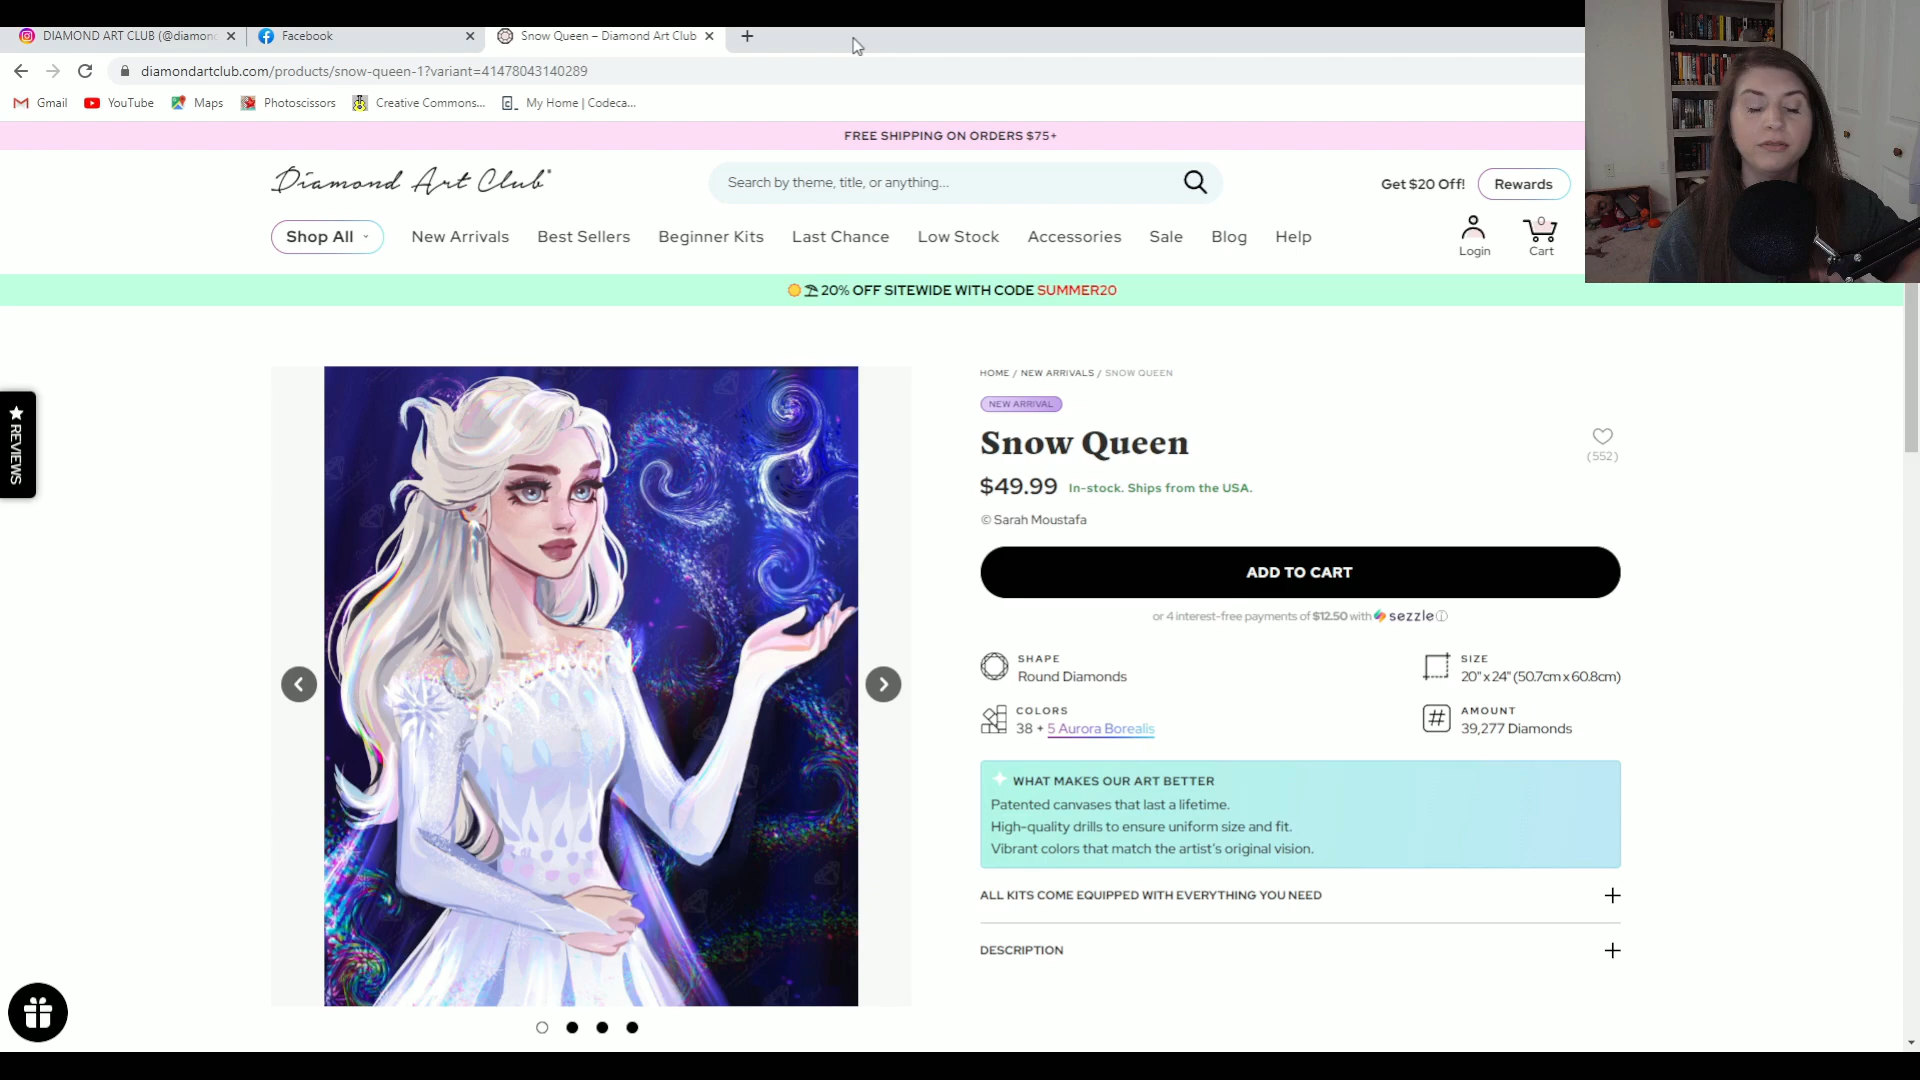 DIAMOND ART CLUB (@diamon
Facebook
Snow Queen – Diamond Art Club
diamondartclub.com/products/snow-queen-1?variant=41478043140289
Gmail
YouTube
Maps
Photoscissors
Creative Commons...
My Home | Codeca...
FREE SHIPPING ON ORDERS $75+
Diamond Art Club
Search by theme, title, or anything...
Get $20 Off!
Rewards
Shop All
New Arrivals
Best Sellers
Beginner Kits
Last Chance
Low Stock
Accessories
Sale
Blog
Help
Login
0
Cart
20% OFF SITEWIDE WITH CODE SUMMER20
★ REVIEWS
HOME / NEW ARRIVALS / SNOW QUEEN
NEW ARRIVAL
Snow Queen
(552)
$49.99 In-stock. Ships from the USA.
© Sarah Moustafa
ADD TO CART
or 4 interest-free payments of $12.50 with sezzle
SHAPE
Round Diamonds
SIZE
20" x 24" (50.7cm x 60.8cm)
COLORS
38 + 5 Aurora Borealis
#
AMOUNT
39,277 Diamonds
WHAT MAKES OUR ART BETTER
Patented canvases that last a lifetime.
High-quality drills to ensure uniform size and fit.
Vibrant colors that match the artist's original vision.
ALL KITS COME EQUIPPED WITH EVERYTHING YOU NEED
DESCRIPTION